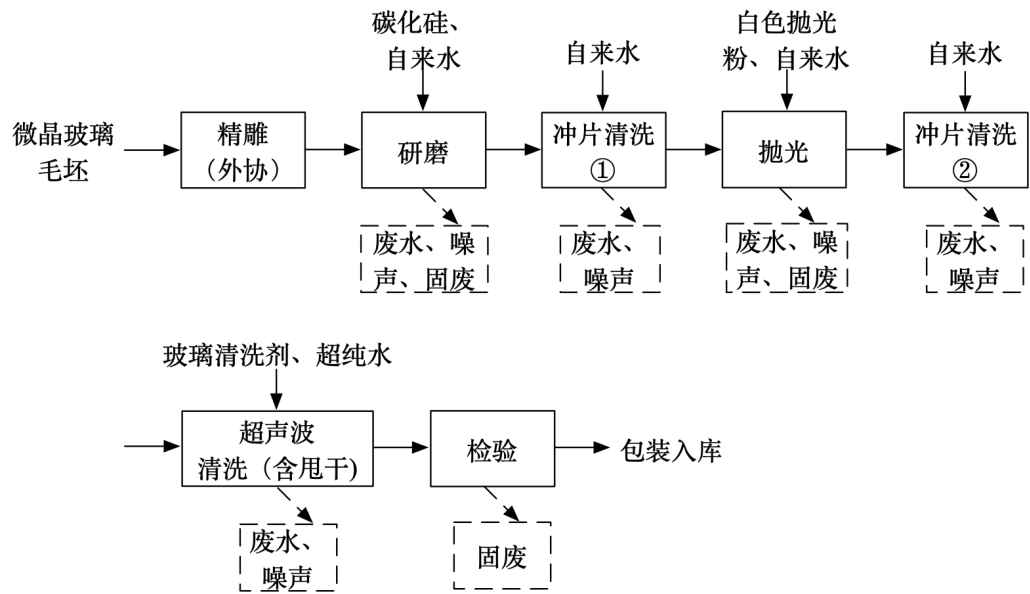 碳化硅、
自来水
自来水
白色抛光
粉、自来水
自来水
微晶玻璃
毛坯
精雕
（外协）
研磨
冲片清洗
①
抛光
冲片清洗
②
废水、噪
声、固废
废水、
噪声
废水、噪
声、固废
废水、
噪声
玻璃清洗剂、超纯水
超声波
清洗（含甩干)
检验
包装入库
废水、
噪声
固废